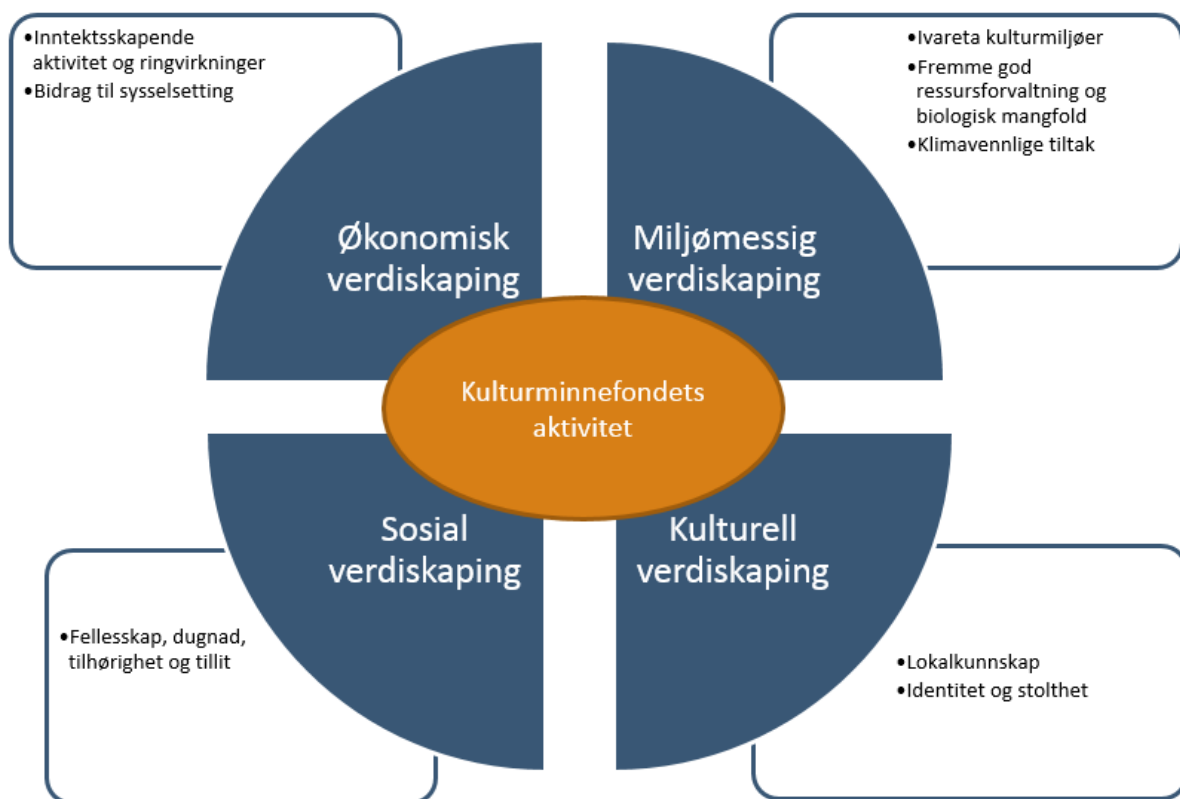 •Inntektsskapende
aktivitet og ringvirkninger
•Bidrag til sysselsetting
•Ivareta kulturmiljøer
•Fremme god
ressursforvaltning og
biologisk mangfold
•Klimavennlige tiltak
Økonomisk
verdiskaping
Miljømessig
verdiskaping
Kulturminnefondets
aktivitet
Sosial
verdiskaping
Kulturell
verdiskaping
•Fellesskap, dugnad,
tilhørighet og tillit
•Lokalkunnskap
•Identitet og stolthet